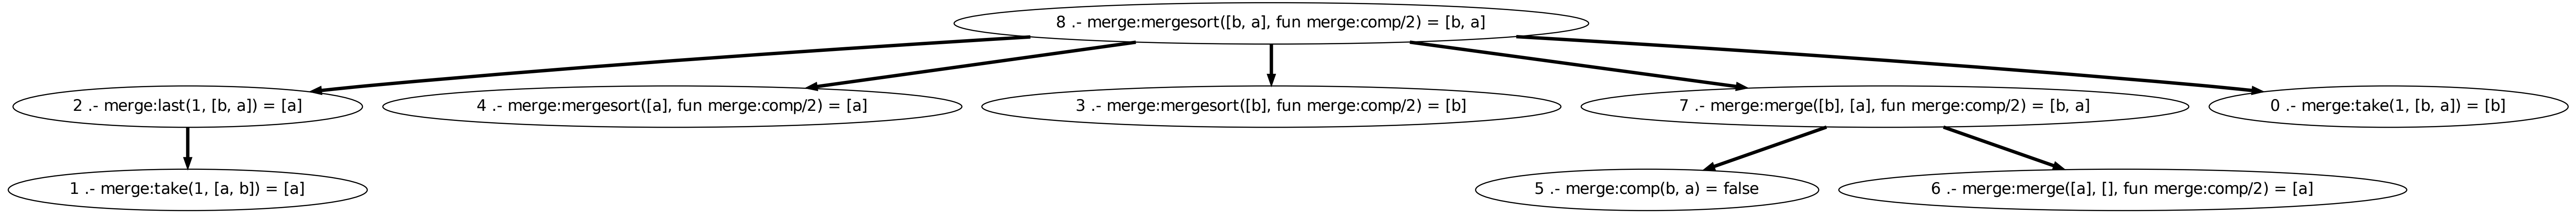 8 .- merge:mergesort([b, a], fun merge:comp/2) = [b, a]
2 .- merge:last(1, [b, a]) = [a]
4 .- merge:mergesort([a], fun merge:comp/2) = [a]
3 .- merge:mergesort([b], fun merge:comp/2) = [b]
7 .- merge:merge([b], [a], fun merge:comp/2) = [b, a]
0 .- merge:take(1, [b, a]) = [b]
1 .- merge:take(1, [a, b]) = [a]
5 .- merge:comp(b, a) = false
6 .- merge:merge([a], [], fun merge:comp/2) = [a]